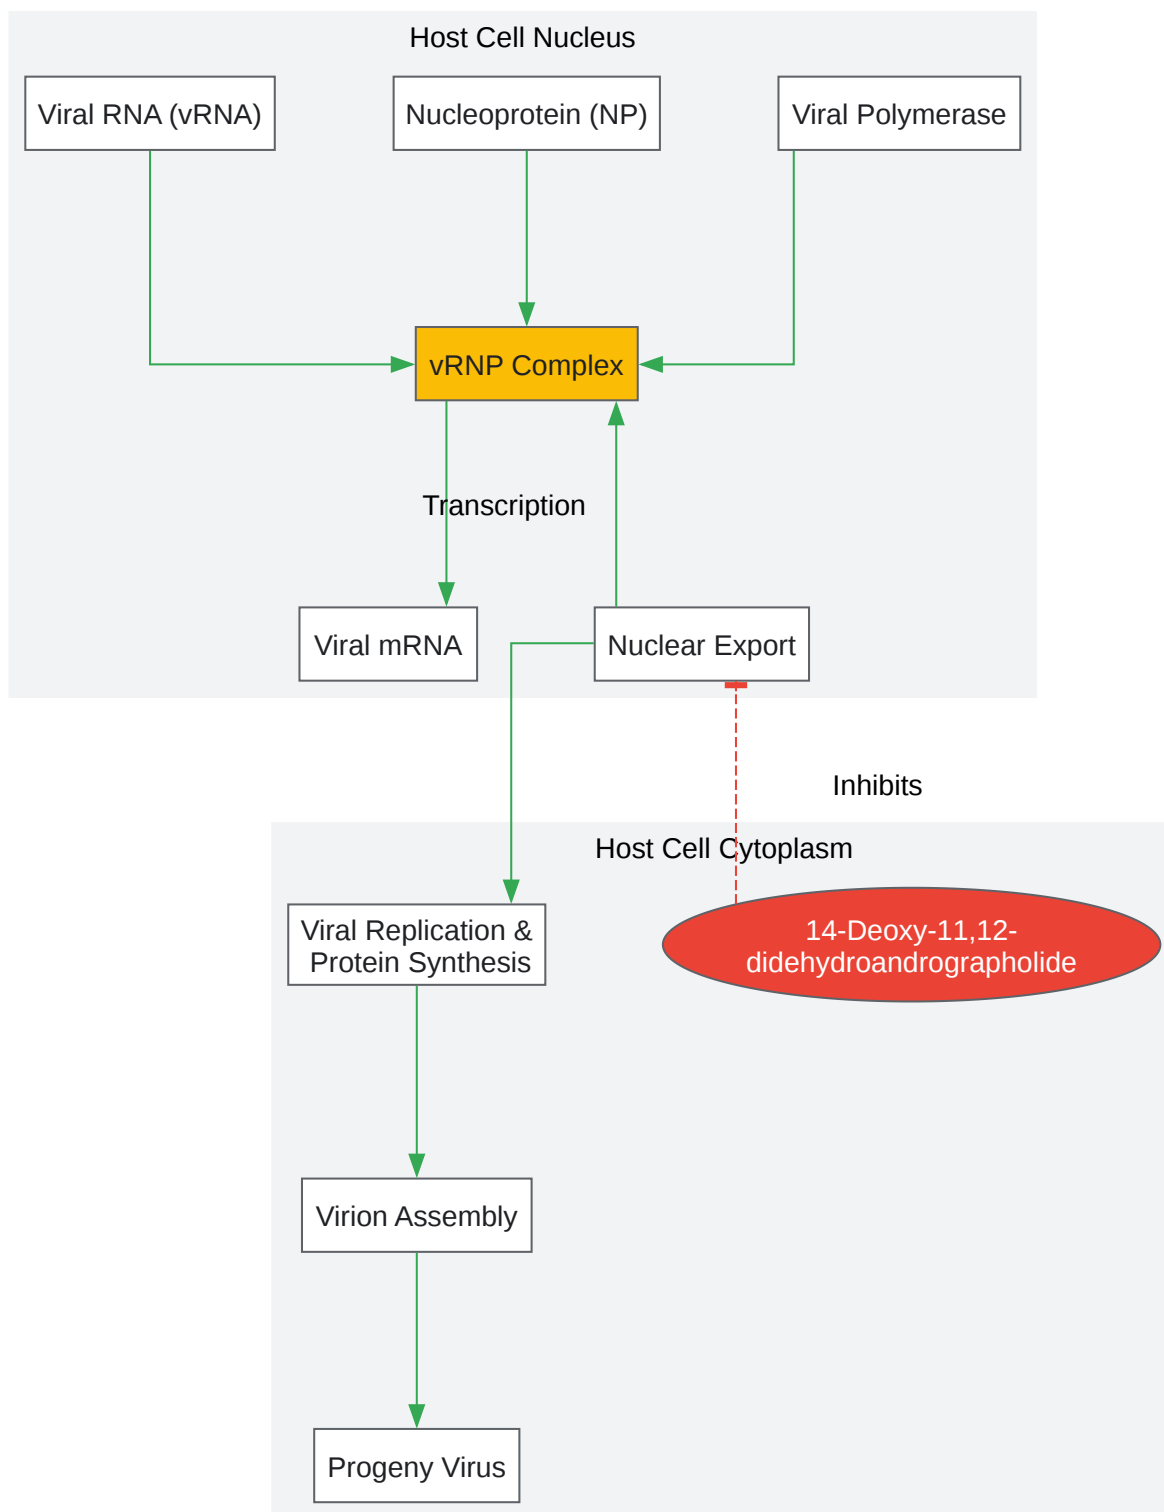 Host Cell Nucleus
Viral RNA (vRNA)
Nucleoprotein (NP)
Viral Polymerase
vRNP Complex
Transcription
Viral mRNA
Nuclear Export
Inhibits
Host Cell Cytoplasm
Viral Replication &
Protein Synthesis
14-Deoxy-11,12-
didehydroandrographolide
Virion Assembly
Progeny Virus